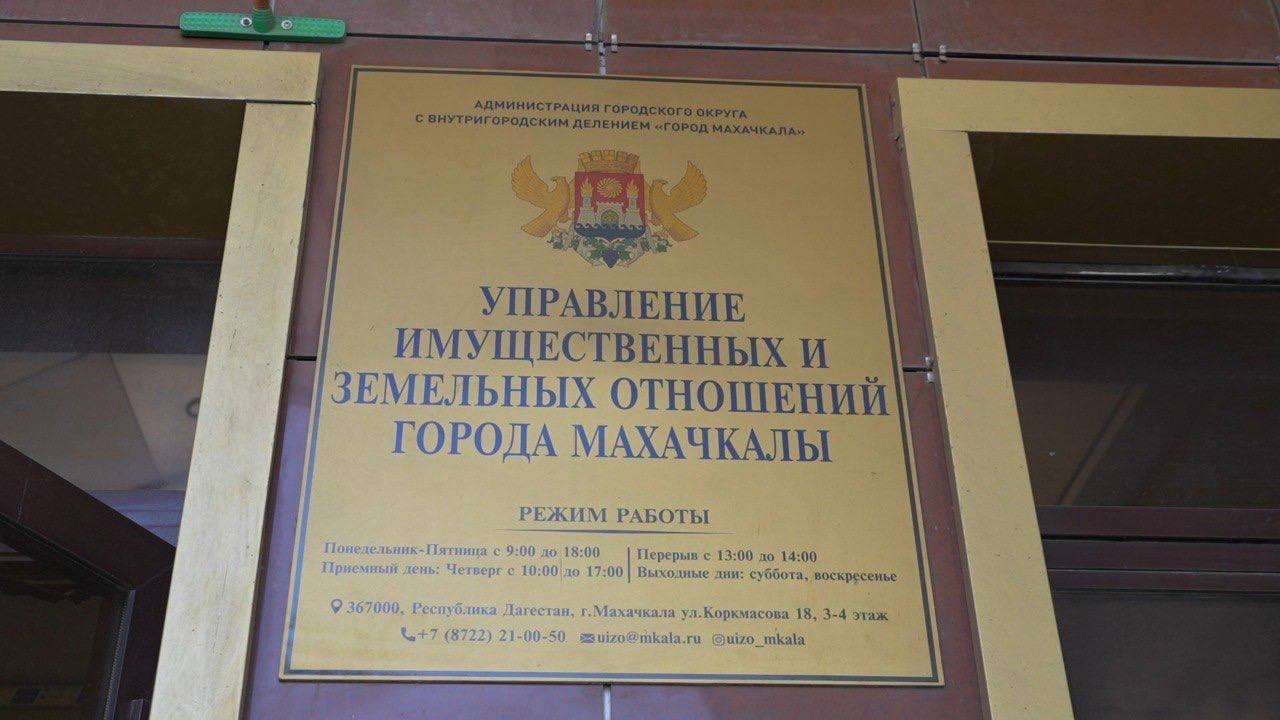 АДМИНИСТРАЦИЯ ГОРОДСКОГО ОКРУГА
С ВНУТРИГОРОДСКИМ ДЕЛЕНИЕМ «ГОРОД МАХАЧКАЛА»
УПРАВЛЕНИЕ
ИМУЩЕСТВЕННЫХ И
ЗЕМЕЛЬНЫХ ОТНОШЕНИЙ
ГОРОДА МАХАЧКАЛЫ
РЕЖИМ РАБОТЫ
Понедельник-Пятница с 9:00 до 18:00
Приемный день: Четверг с 10:00 до 17:00
Перерыв с 13:00 до 14:00
Выходные дни: суббота, воскресенье
367000, Республика Дагестан, г.Махачкала ул.Коркмасова 18, 3-4 этаж
+7 (8722) 21-00-50 uizo@mkala.ru uizo_mkala